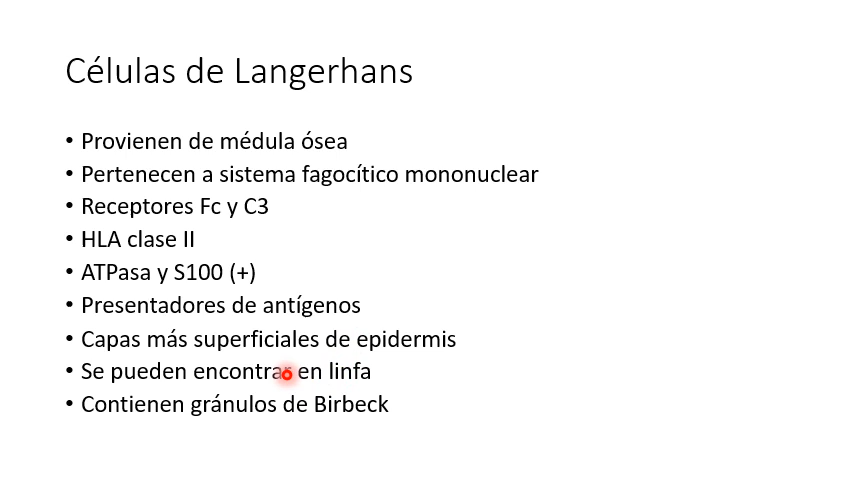 Células de Langerhans
• Provienen de médula ósea
• Pertenecen a sistema fagocítico mononuclear
• Receptores Fc y C3
• HLA clase II
• ATPasa y S100 (+)
• Presentadores de antígenos
• Capas más superficiales de epidermis
• Se pueden encontrar en linfa
• Contienen gránulos de Birbeck